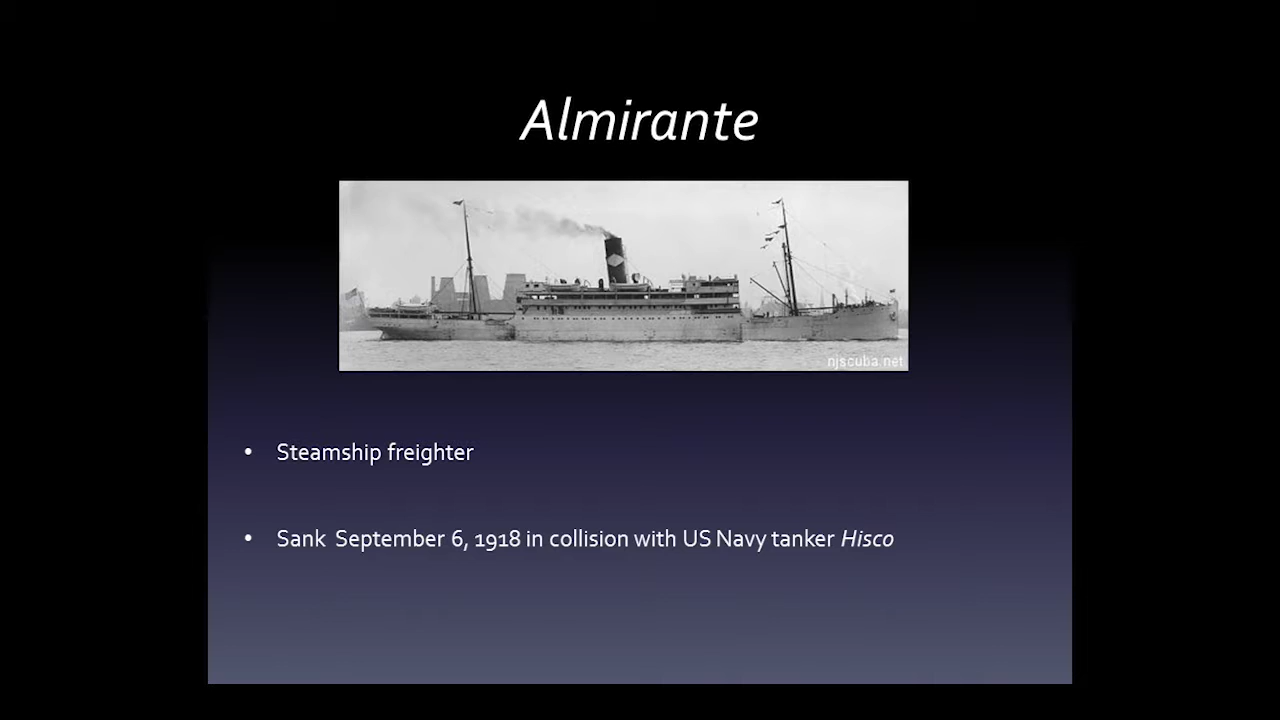 Almirante
njscuba.net
• Steamship freighter
• Sank September 6, 1918 in collision with US Navy tanker Hisco